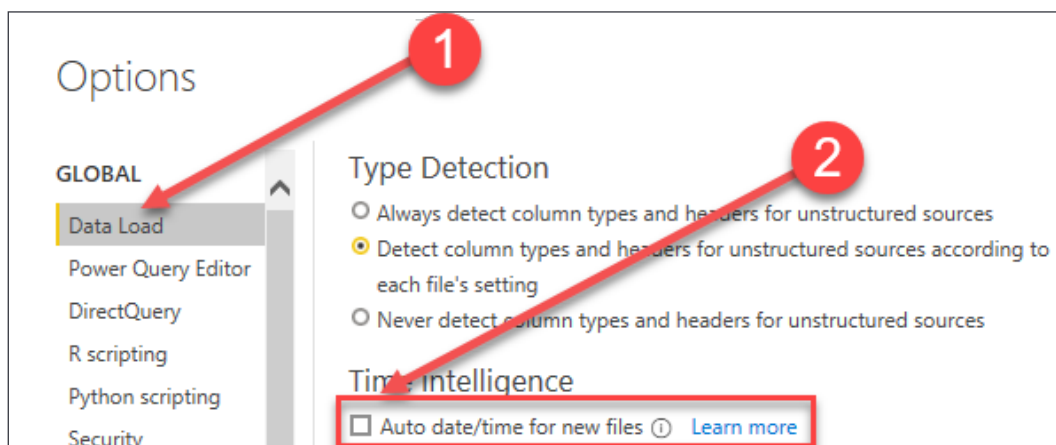 1
Options
2
GLOBAL
Data Load
Power Query Editor
DirectQuery
R scripting
Python scripting
Security
Type Detection
Always detect column types and headers for unstructured sources
Detect column types and headers for unstructured sources according to
each file's setting
Never detect column types and headers for unstructured sources
Time intelligence
Auto date/time for new files Learn more